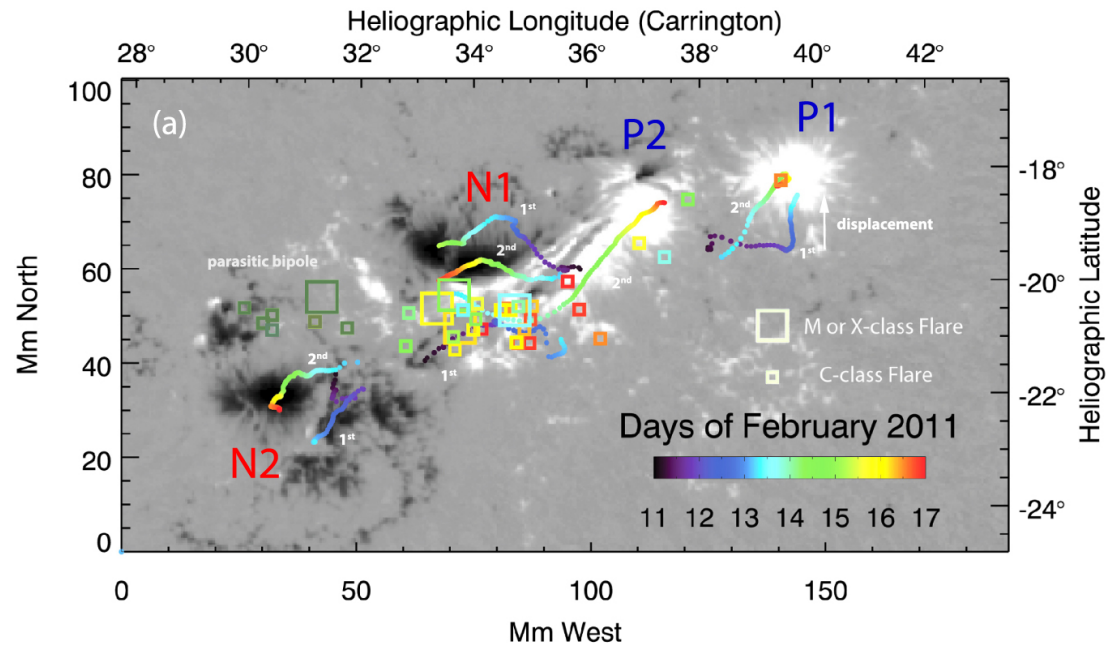 Heliographic Longitude (Carrington)
28° 30° 32° 34° 36° 38° 40° 42°
(a)
P1
P2
N1
1st
2nd
2nd
displacement
1st
parasitic bipole
2nd
M or X-class Flare
1st
C-class Flare
2nd
1st
N2
Days of February 2011
11 12 13 14 15 16 17
100
80
60
40
20
0
Mm North
-18°
-20°
-22°
-24°
Heliographic Latitude
0 50 100 150
Mm West